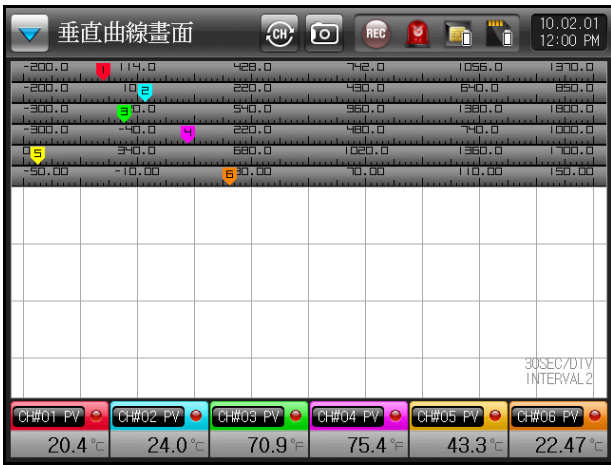 垂直曲線畫面 CH REC 10.02.01
12:00 PM
-200.0 1 114.0 428.0 742.0 1056.0 1370.0
-200.0 2 220.0 430.0 640.0 850.0
-300.0 3 540.0 960.0 1380.0 1800.0
-300.0 -40.0 4 220.0 480.0 740.0 1000.0
5 340.0 680.0 1020.0 1360.0 1700.0
-50.00 -10.00 6 30.00 70.00 110.00 150.00
30SEC/DIV
INTERVAL 2
CH#01 PV CH#02 PV CH#03 PV CH#04 PV CH#05 PV CH#06 PV
20.4°C 24.0°C 70.9°F 75.4°F 43.3°C 22.47°C